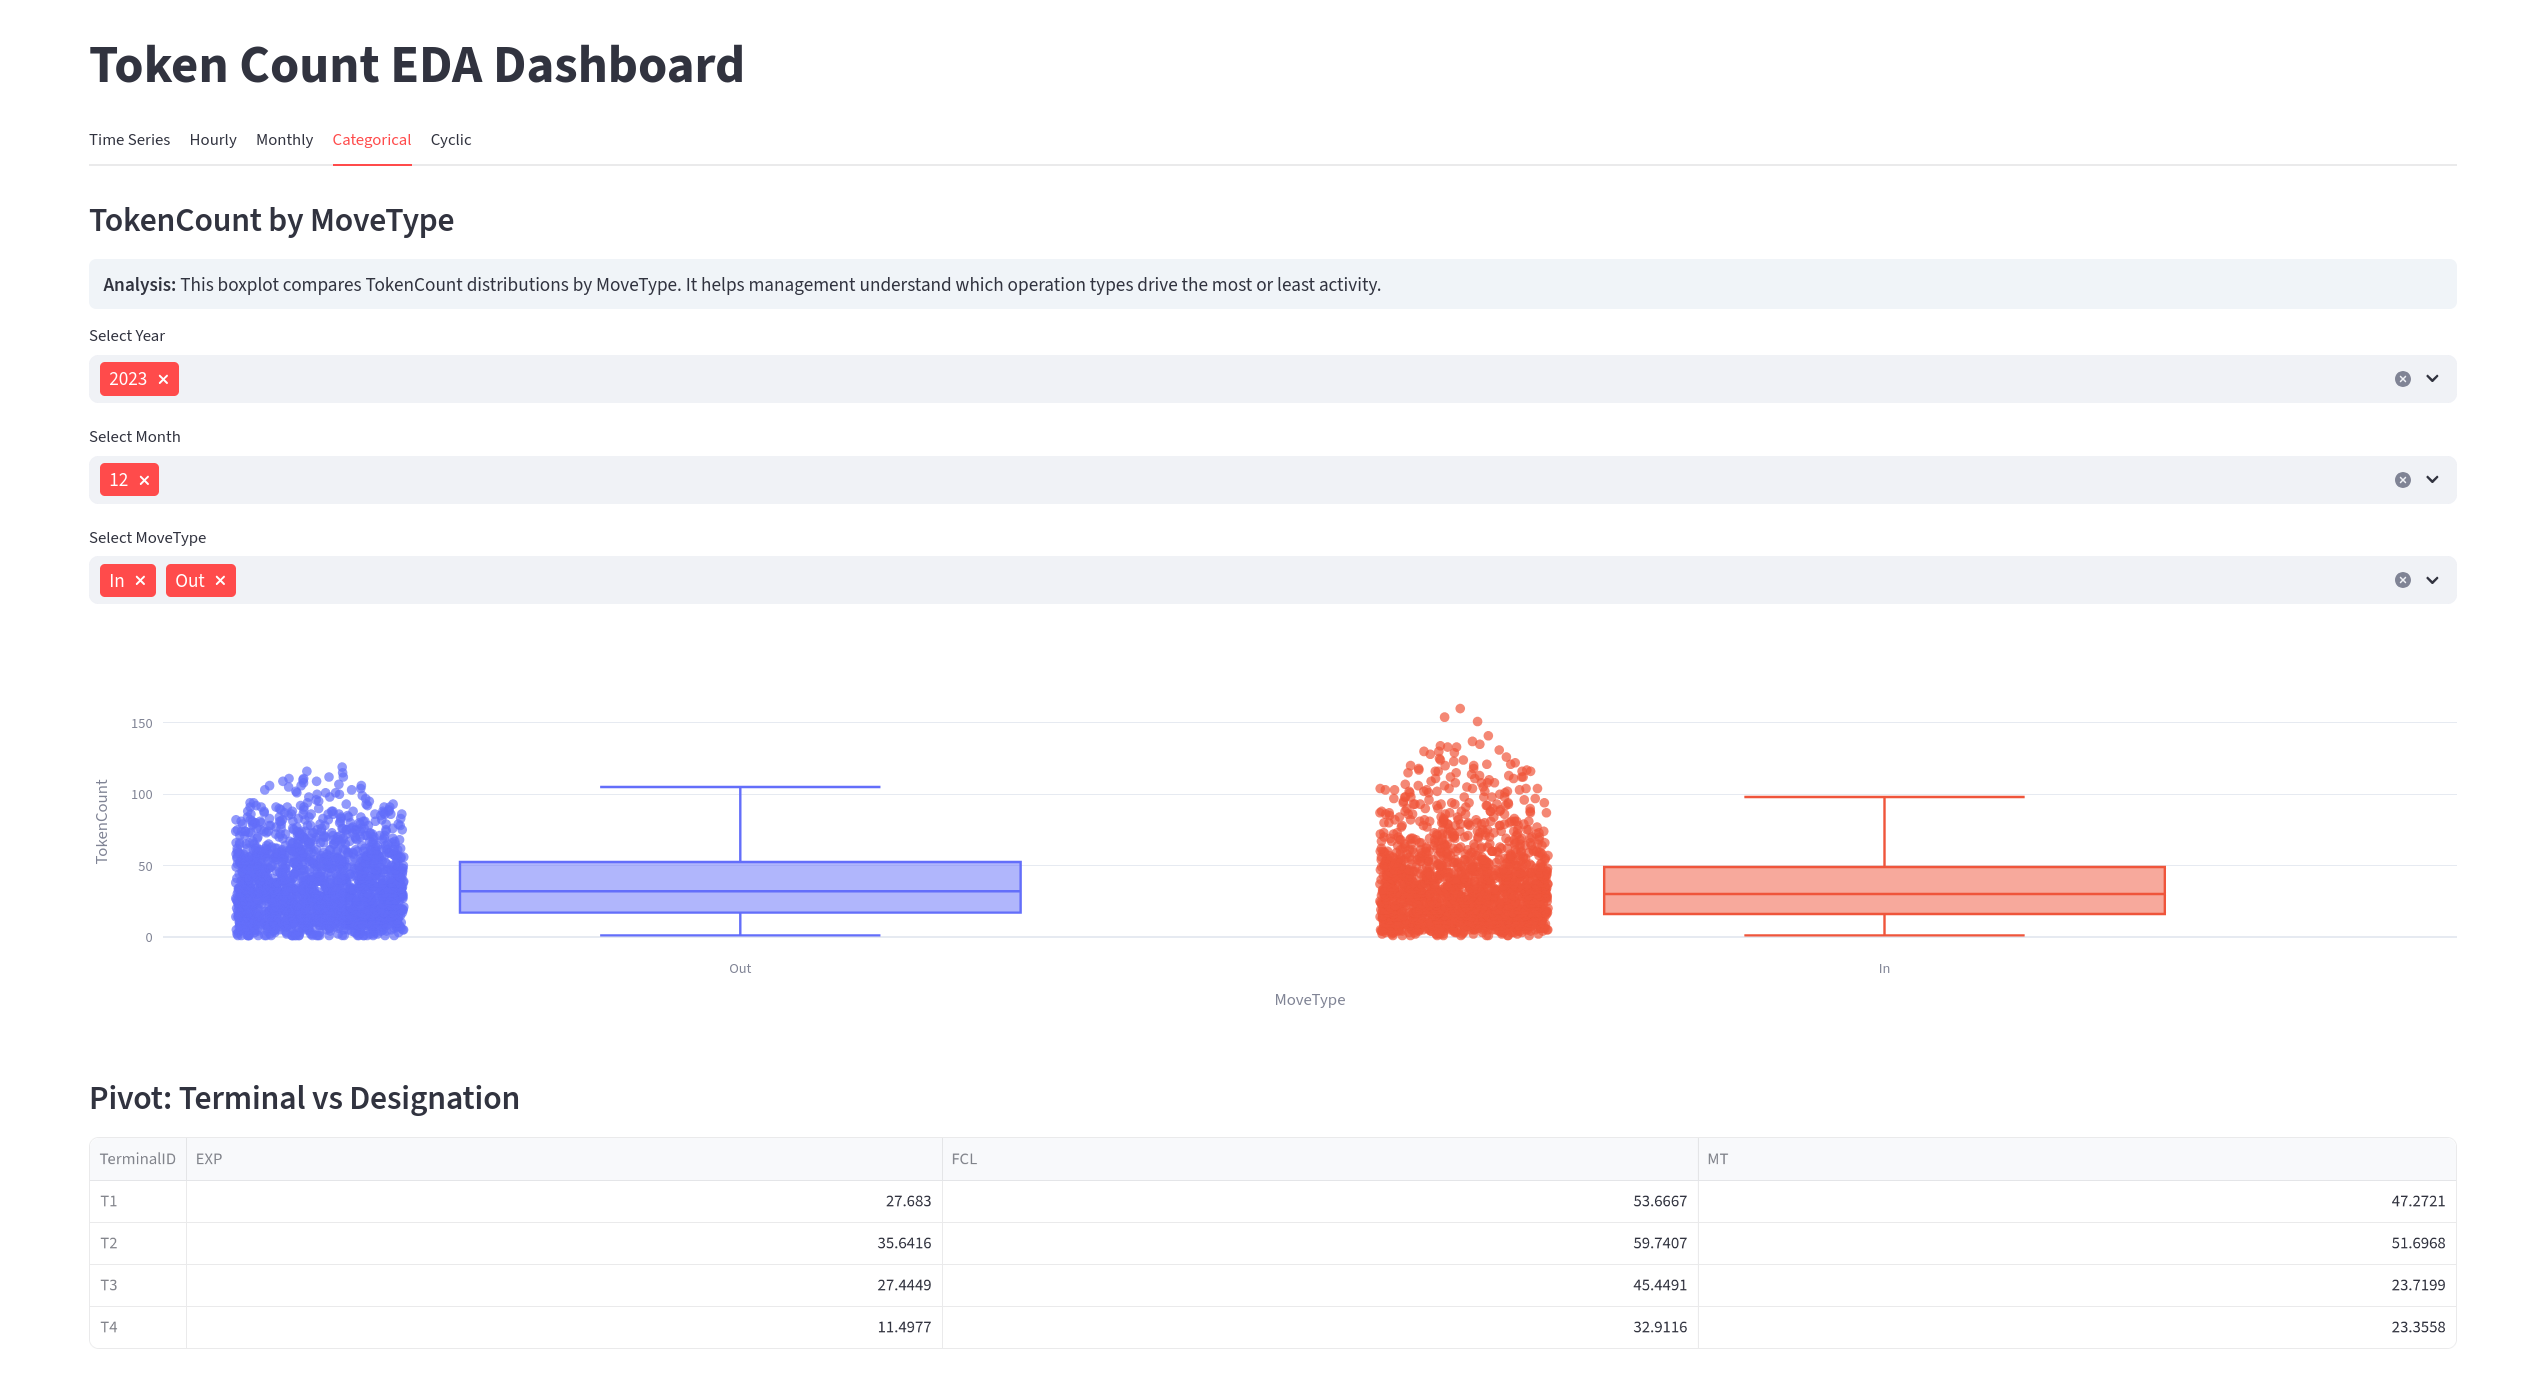 Token Count EDA Dashboard
Time Series Hourly Monthly Categorical Cyclic
TokenCount by MoveType
Analysis: This boxplot compares TokenCount distributions by MoveType. It helps management understand which operation types drive the most or least activity.
Select Year
2023
Select Month
12
Select MoveType
In Out
150
100
50
0
TokenCount
Out In
MoveType
Pivot: Terminal vs Designation
TerminalID EXP FCL MT
T1 27.683 53.6667 47.2721
T2 35.6416 59.7407 51.6968
T3 27.4449 45.4491 23.7199
T4 11.4977 32.9116 23.3558